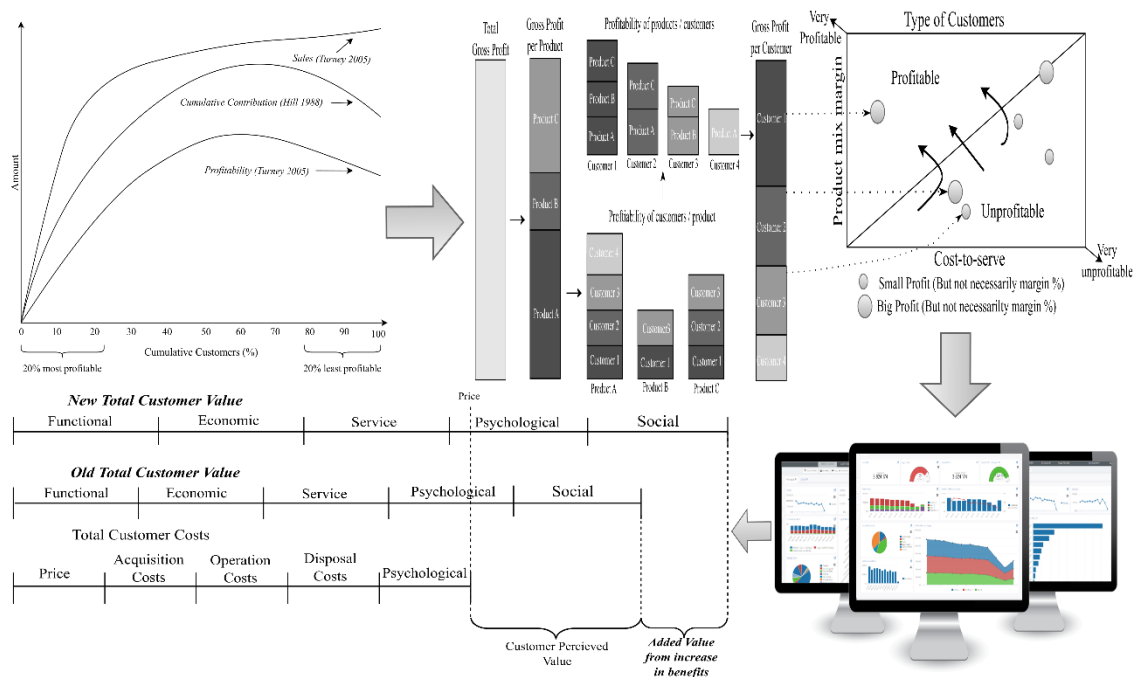 Amount
Sales (Turney 2005)
Cumulative Contribution (Hill 1988)
Profitability (Turney 2005)
0
10
20
30
40
50
60
70
80
90
100
Cumulative Customers (%)
20% most profitable
20% least profitable
Total
Gross Profit
Gross Profit
per Product
Product C
Product B
Product A
Profitability of products / customers
Product C
Product B
Product A
Customer 1
Product C
Product A
Customer 2
Product C
Product B
Customer 3
Product A
Customer 4
Profitiability of customers / product
Customer 4
Customer 3
Customer 2
Customer 1
Product A
Customer3
Customer 1
Product B
Customer 3
Customer 2
Customer 1
Product C
Gross Profit
per Customer
Customer 1
Customer 2
Customer 3
Customer 4
Very
Profitable
Type of Customers
Product mix margin
Profitable
Unprofitable
Cost-to-serve
Very
unprofitable
Small Profit (But not necessarily margin %)
Big Profit (But not necessarilty margin %)
New Total Customer Value
Price
Functional
Economic
Service
Psychological
Social
Old Total Customer Value
Functional
Economic
Service
Psychological
Social
Total Customer Costs
Price
Acquisition
Costs
Operation
Costs
Disposal
Costs
Psychological
Customer Percieved
Value
Added Value
from increase
in benefits